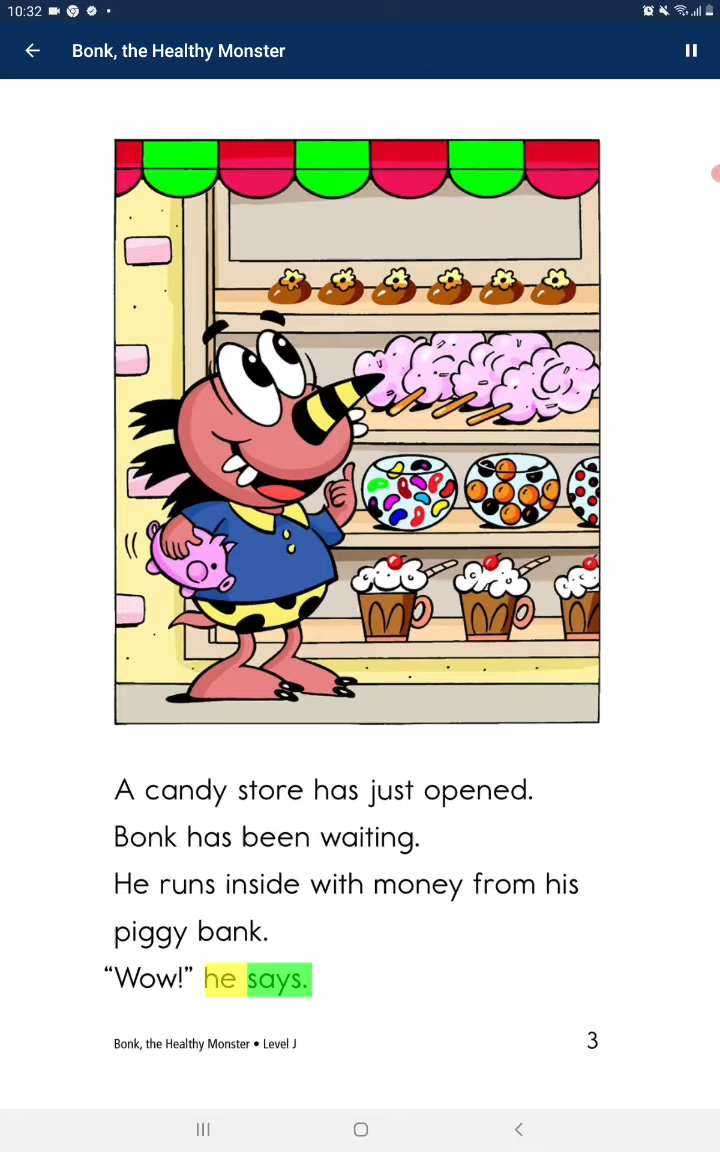 10:32
Bonk, the Healthy Monster
A candy store has just opened.
Bonk has been waiting.
He runs inside with money from his
piggy bank.
“Wow!” he says.
Bonk, the Healthy Monster • Level J
3